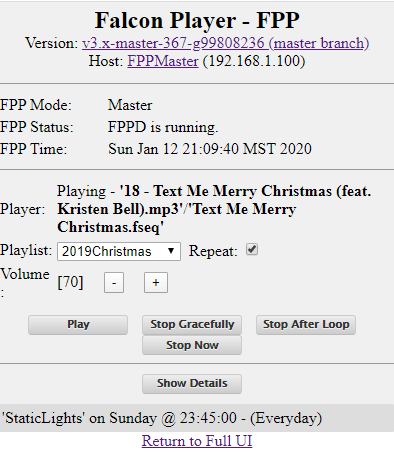 Falcon Player - FPP
Version: v3.x-master-367-g99808236 (master branch)
Host: FPPMaster (192.168.1.100)
FPP Mode: Master
FPP Status: FPPD is running.
FPP Time: Sun Jan 12 21:09:40 MST 2020
Playing - '18 - Text Me Merry Christmas (feat.
Player: Kristen Bell).mp3'/'Text Me Merry
Christmas.fseq'
Playlist: 2019Christmas Repeat:
Volume
: [70] - +
Play Stop Gracefully Stop After Loop
Stop Now
Show Details
'StaticLights' on Sunday @ 23:45:00 - (Everyday)
Return to Full UI